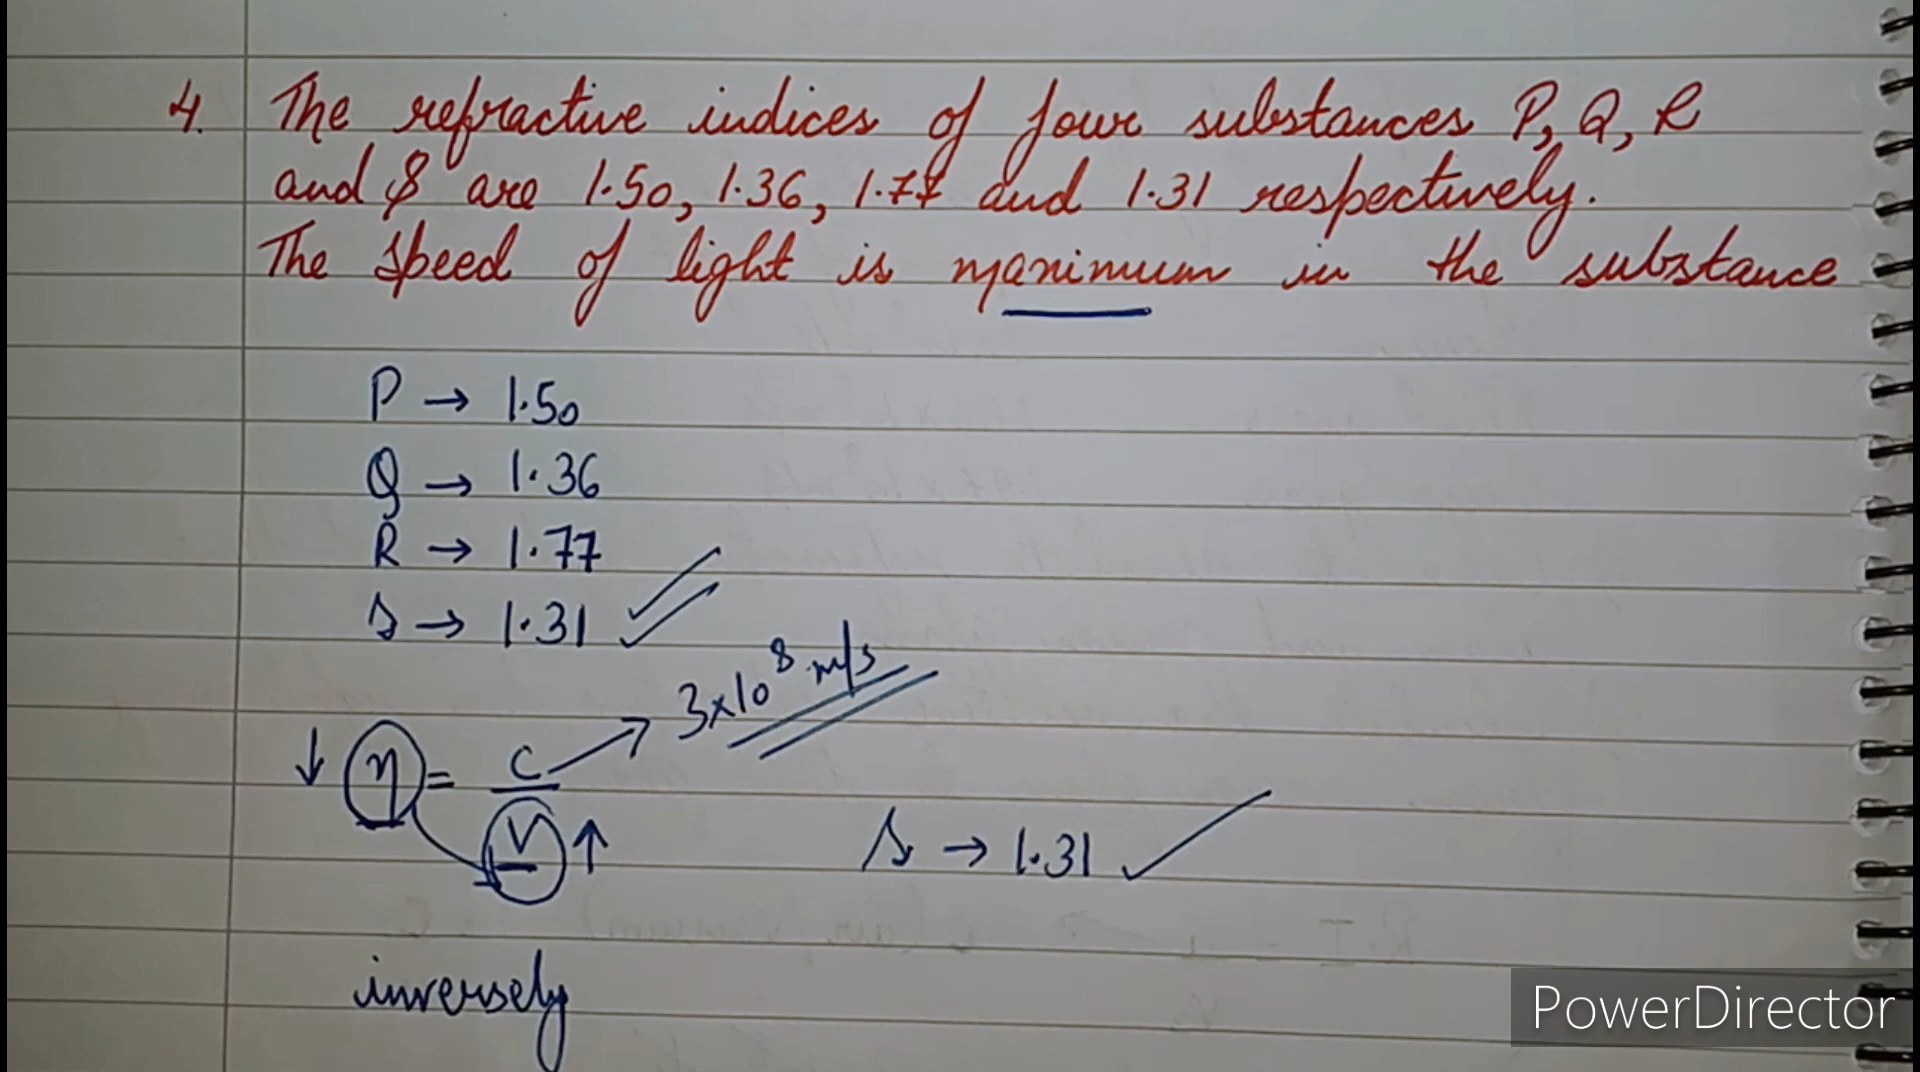 4. The refractive indices of four substances P, Q, R
and S are 1.50, 1.36, 1.77 and 1.31 respectively.
The speed of light is maximum in the substance
P → 1.50
Q → 1.36
R → 1.77
S → 1.31
3×10⁸ m/s
↓ η = C / V ↑
S → 1.31
inversely
PowerDirector